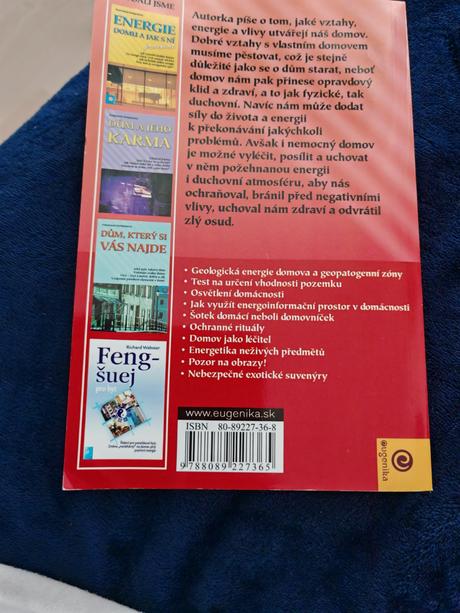 DALI JSME
ENERGIE
DOMU A JAK S NÍ
DŮM A JEHO
KARMA
DŮM, KTERÝ SI
VÁS NAJDE
Richard Webster
Feng-
šuej
pro byt
Autorka píše o tom, jaké vztahy,
energie a vlivy utvářejí náš domov.
Dobré vztahy s vlastním domovem
musíme pěstovat, což je stejně
důležité jako se o dům starat, neboť
domov nám pak přinese opravdový
klid a zdraví, a to jak fyzické, tak
duchovní. Navíc nám může dodat
síly do života a energii
k překonávání jakýchkoli
problémů. Avšak i nemocný domov
je možné vyléčit, posílit a uchovat
v něm požehnanou energii
i duchovní atmosféru, aby nás
ochraňoval, bránil před negativními
vlivy, uchoval nám zdraví a odvrátil
zlý osud.
• Geologická energie domova a geopatogenní zóny
• Test na určení vhodnosti pozemku
• Osvětlení domácnosti
• Jak využít energoinformační prostor v domácnosti
• Šotek domácí neboli domovníček
• Ochranné rituály
• Domov jako léčitel
• Energetika neživých předmětů
• Pozor na obrazy!
• Nebezpečné exotické suvenýry
www.eugenika.sk
ISBN 80-89227-36-8
9788089227365
eugenika